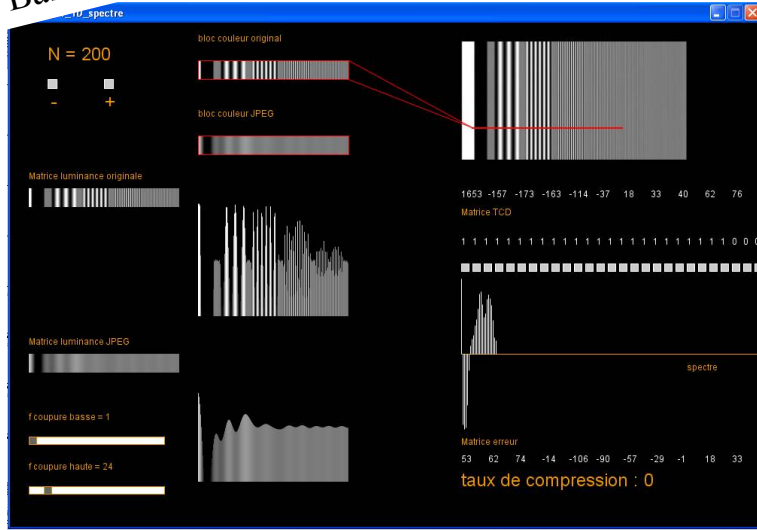 N = 200
-
+
bloc couleur original
bloc couleur JPEG
Matrice luminance originale
1653 -157 -173 -163 -114 -37 18 33 40 62 76
Matrice TCD
1 1 1 1 1 1 1 1 1 1 1 1 1 1 1 1 1 1 1 1 1 1 1 1 0 0 0
Matrice luminance JPEG
spectre
f coupure basse = 1
f coupure haute = 24
Matrice erreur
53 62 74 -14 -106 -90 -57 -29 -1 18 33
taux de compression : 0